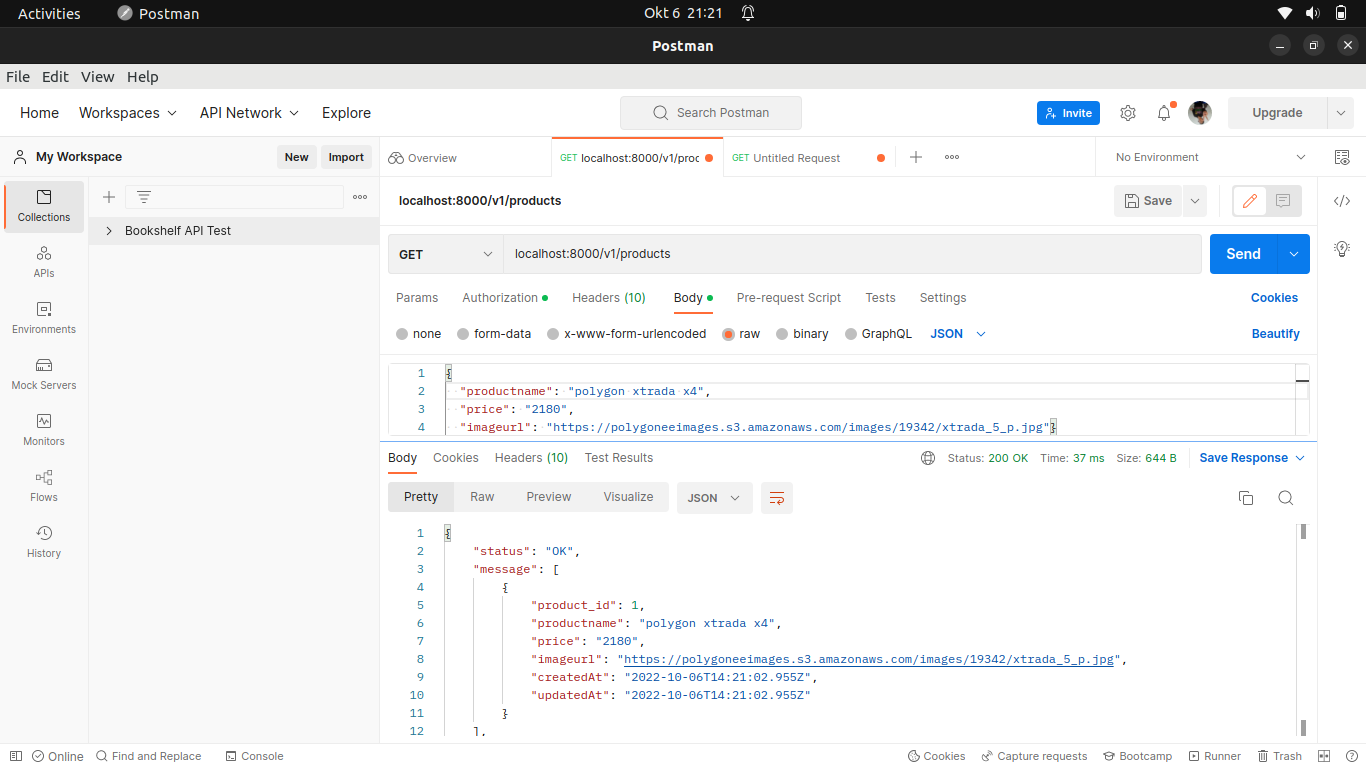 Activities Postman Okt 6 21:21
Postman
File Edit View Help
Home Workspaces API Network Explore Search Postman Invite Upgrade
My Workspace New Import Overview GET localhost:8000/v1/proc GET Untitled Request No Environment
Collections
APIs
Environments
Mock Servers
Monitors
Flows
History
Bookshelf API Test
localhost:8000/v1/products Save
GET localhost:8000/v1/products Send
Params Authorization Headers (10) Body Pre-request Script Tests Settings Cookies
none form-data x-www-form-urlencoded raw binary GraphQL JSON Beautify
1 {
2 "productname": "polygon xtrada x4",
3 "price": "2180",
4 "imageurl": "https://polygoneeimages.s3.amazonaws.com/images/19342/xtrada_5_p.jpg"}
Body Cookies Headers (10) Test Results Status: 200 OK Time: 37 ms Size: 644 B Save Response
Pretty Raw Preview Visualize JSON
1 {
2 "status": "OK",
3 "message": [
4 {
5 "product_id": 1,
6 "productname": "polygon xtrada x4",
7 "price": "2180",
8 "imageurl": "https://polygoneeimages.s3.amazonaws.com/images/19342/xtrada_5_p.jpg",
9 "createdAt": "2022-10-06T14:21:02.955Z",
10 "updatedAt": "2022-10-06T14:21:02.955Z"
11 }
12 ],
Online Find and Replace Console Cookies Capture requests Bootcamp Runner Trash